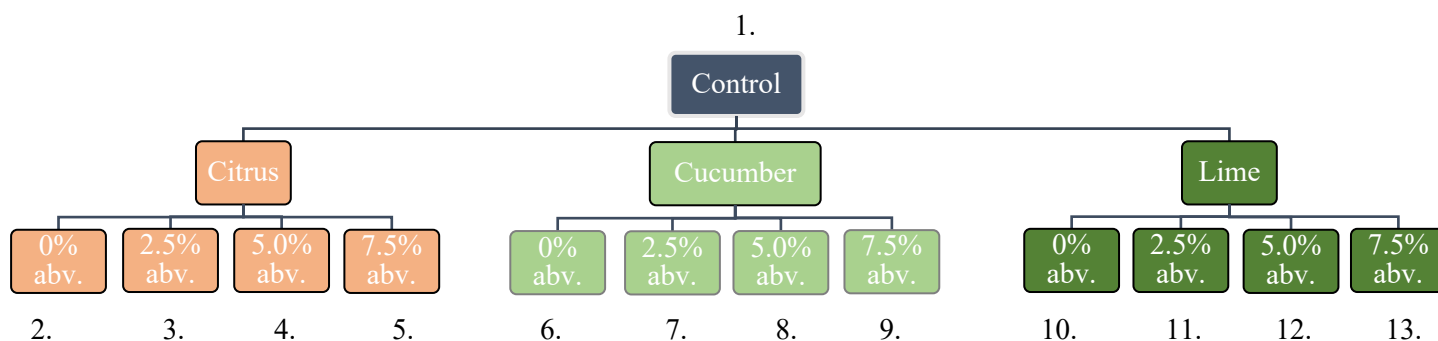 1.
Control
Citrus
Cucumber
Lime
0%
abv.
2.5%
abv.
5.0%
abv.
7.5%
abv.
0%
abv.
2.5%
abv.
5.0%
abv.
7.5%
abv.
0%
abv.
2.5%
abv.
5.0%
abv.
7.5%
abv.
2.
3.
4.
5.
6.
7.
8.
9.
10.
11.
12.
13.